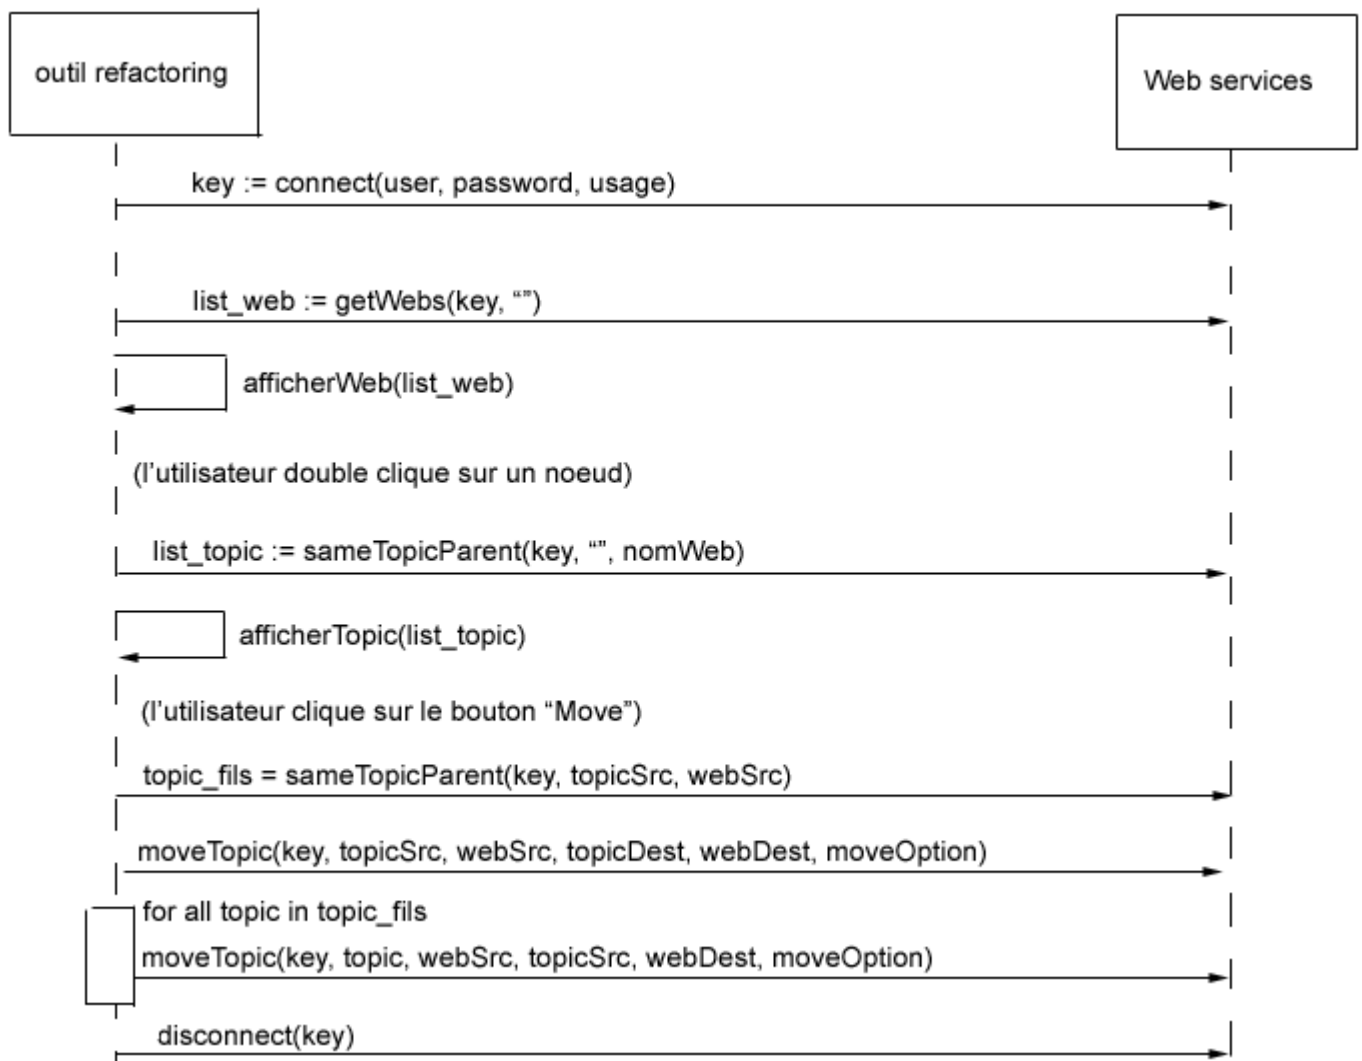 outil refactoring
Web services
key := connect(user, password, usage)
list_web := getWebs(key, “”)
afficherWeb(list_web)
(l’utilisateur double clique sur un noeud)
list_topic := sameTopicParent(key, “”, nomWeb)
afficherTopic(list_topic)
(l’utilisateur clique sur le bouton “Move”)
topic_fils = sameTopicParent(key, topicSrc, webSrc)
moveTopic(key, topicSrc, webSrc, topicDest, webDest, moveOption)
for all topic in topic_fils
moveTopic(key, topic, webSrc, topicSrc, webDest, moveOption)
disconnect(key)